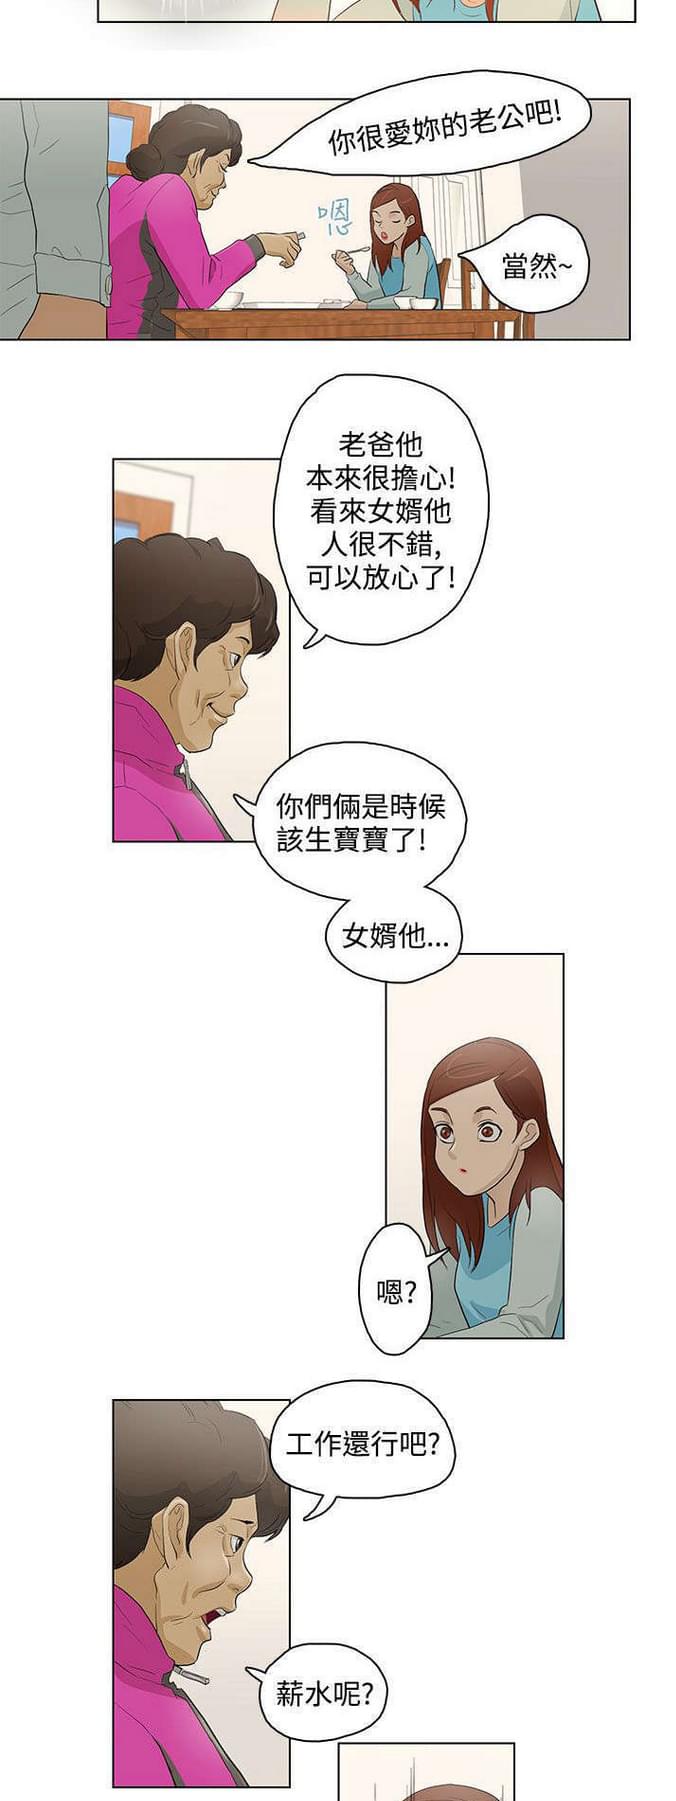 你很愛妳的老公吧!
嗯
當然~
老爸他
本來很擔心!
看來女婿他
人很不錯,
可以放心了!
你們倆是時候
該生寶寶了!
女婿他...
嗯?
工作還行吧?
薪水呢?